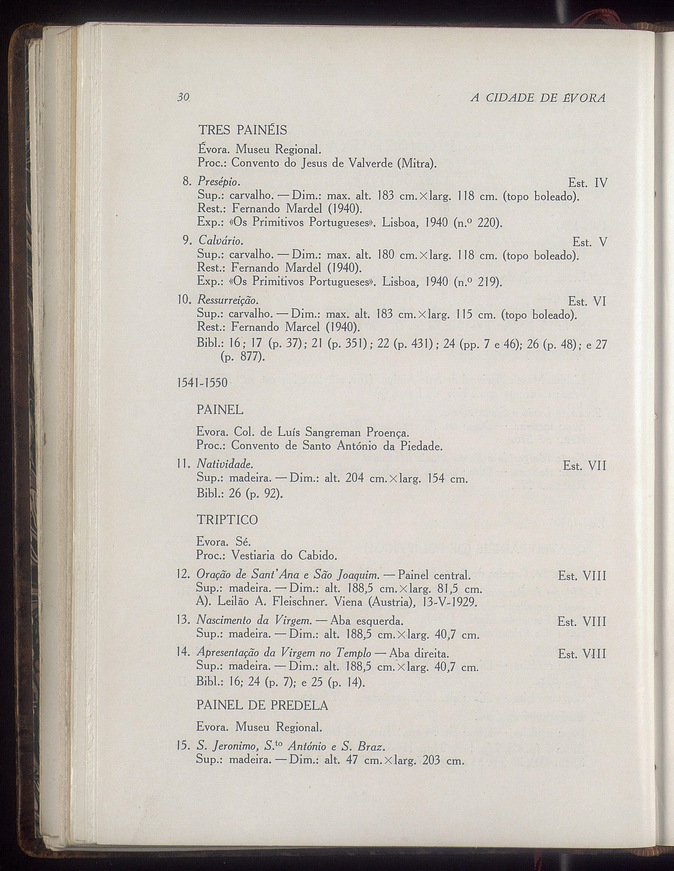 30
A CIDADE DE ÉVORA
TRES PAINÉIS
Évora. Museu Regional.
Proc.: Convento do Jesus de Valverde (Mitra).
8. Presépio. Est. IV
Sup.: carvalho. — Dim.: max. alt. 183 cm.×larg. 118 cm. (topo boleado).
Rest.: Fernando Mardel (1940).
Exp.: «Os Primitivos Portugueses». Lisboa, 1940 (n.º 220).
9. Calvário. Est. V
Sup.: carvalho. — Dim.: max. alt. 180 cm.×larg. 118 cm. (topo boleado).
Rest.: Fernando Mardel (1940).
Exp.: «Os Primitivos Portugueses». Lisboa, 1940 (n.º 219).
10. Ressurreição. Est. VI
Sup.: carvalho. — Dim.: max. alt. 183 cm.×larg. 115 cm. (topo boleado).
Rest.: Fernando Marcel (1940).
Bibl.: 16; 17 (p. 37); 21 (p. 351); 22 (p. 431); 24 (pp. 7 e 46); 26 (p. 48); e 27
(p. 877).
1541-1550
PAINEL
Evora. Col. de Luís Sangreman Proença.
Proc.: Convento de Santo António da Piedade.
11. Natividade. Est. VII
Sup.: madeira. — Dim.: alt. 204 cm.×larg. 154 cm.
Bibl.: 26 (p. 92).
TRIPTICO
Evora. Sé.
Proc.: Vestiaria do Cabido.
12. Oração de Sant'Ana e São Joaquim. — Painel central. Est. VIII
Sup.: madeira. — Dim.: alt. 188,5 cm.×larg. 81,5 cm.
A). Leilão A. Fleischner. Viena (Austria), 13-V-1929.
13. Nascimento da Virgem. — Aba esquerda. Est. VIII
Sup.: madeira. — Dim.: alt. 188,5 cm.×larg. 40,7 cm.
14. Apresentação da Virgem no Templo — Aba direita. Est. VIII
Sup.: madeira. — Dim.: alt. 188,5 cm.×larg. 40,7 cm.
Bibl.: 16; 24 (p. 7); e 25 (p. 14).
PAINEL DE PREDELA
Evora. Museu Regional.
15. S. Jeronimo, S.to António e S. Braz.
Sup.: madeira. — Dim.: alt. 47 cm.×larg. 203 cm.